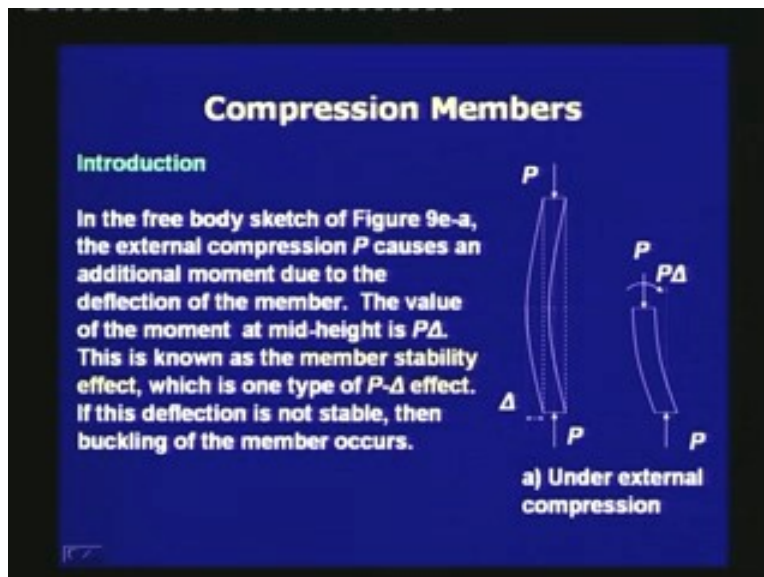 Compression Members
Introduction
In the free body sketch of Figure 9e-a,
the external compression P causes an
additional moment due to the
deflection of the member. The value
of the moment at mid-height is PΔ.
This is known as the member stability
effect, which is one type of P-Δ effect.
If this deflection is not stable, then
buckling of the member occurs.
P
P
PΔ
Δ
P
P
a) Under external
compression